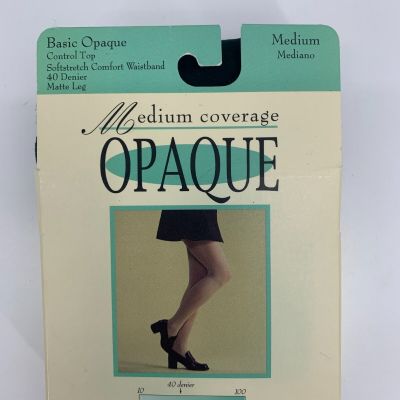 Basic Opaque
Control Top
Softstretch Comfort Waistband
40 Denier
Matte Leg
Medium
Mediano
Medium coverage
OPAQUE
40 denier
10 100